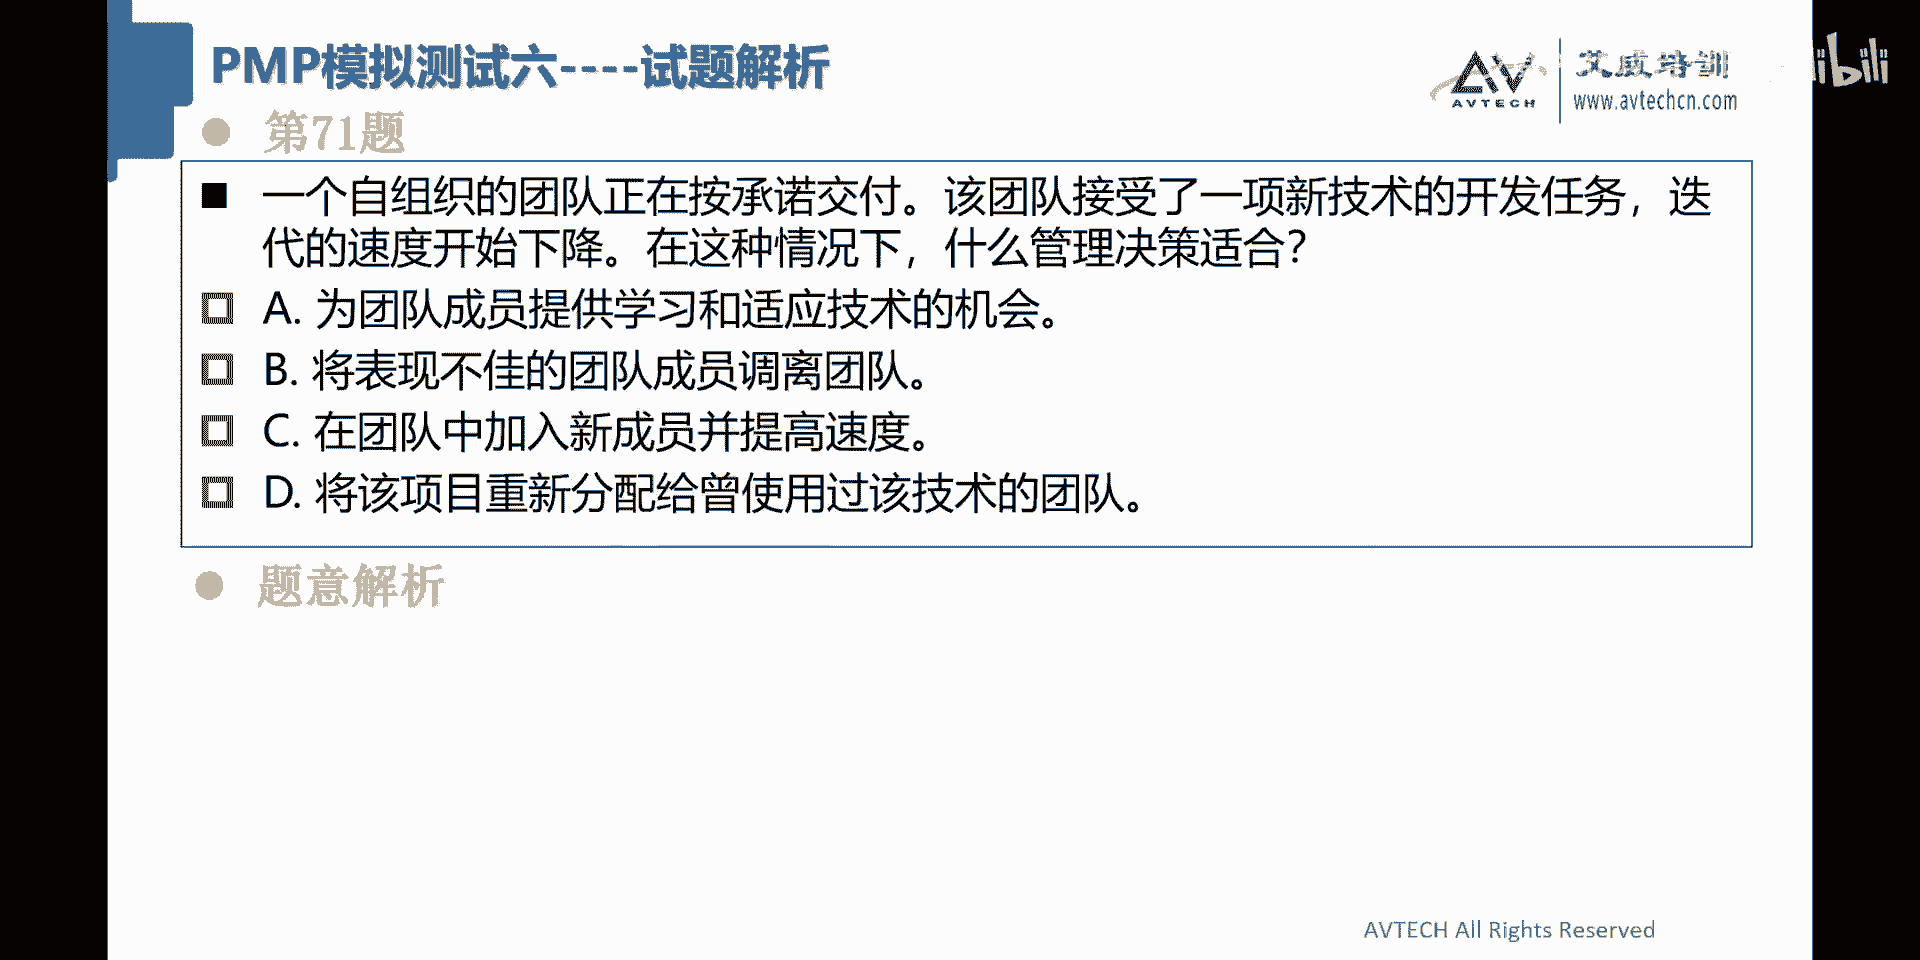 PMP模拟测试六----试题解析
AVTECH
艾威培训
www.avtechcn.com
libili
第71题
一个自组织的团队正在按承诺交付。该团队接受了一项新技术的开发任务，迭
代的速度开始下降。在这种情况下，什么管理决策适合？
A. 为团队成员提供学习和适应技术的机会。
B. 将表现不佳的团队成员调离团队。
C. 在团队中加入新成员并提高速度。
D. 将该项目重新分配给曾使用过该技术的团队。
题意解析
AVTECH All Rights Reserved